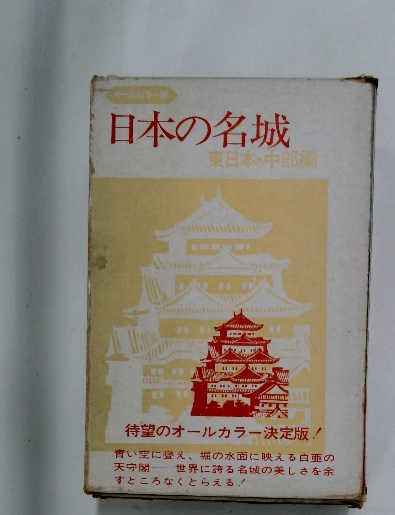 オールカラー版
日本の名城
東日本・中部編
待望のオールカラー決定版！
青い空に聳え、堀の水面に映える白亜の
天守閣── 世界に誇る名城の美しさを余
すところなくとらえる！